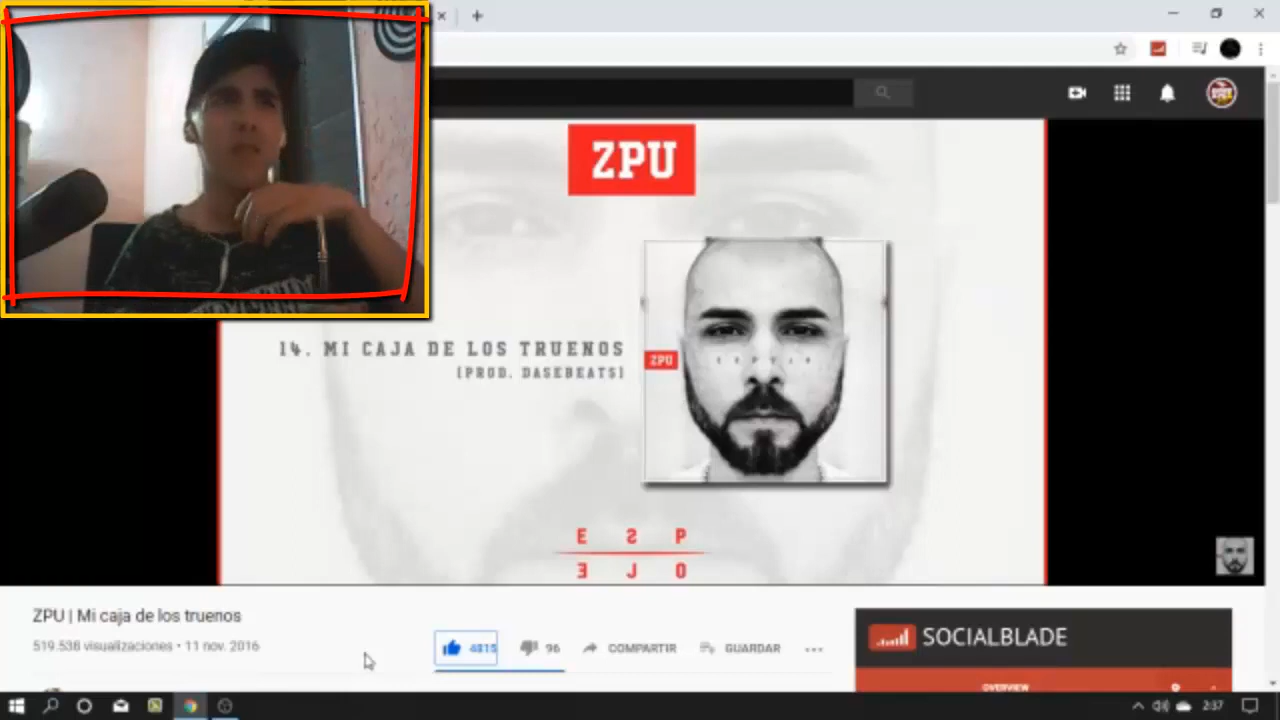 ZPU
14. MI CAJA DE LOS TRUENOS
[PROD. DASEBEATS]
ZPU
E S P
E J O
ZPU | Mi caja de los truenos
519.538 visualizaciones • 11 nov. 2016
4815 96 COMPARTIR GUARDAR
SOCIALBLADE
OVERVIEW
2:37